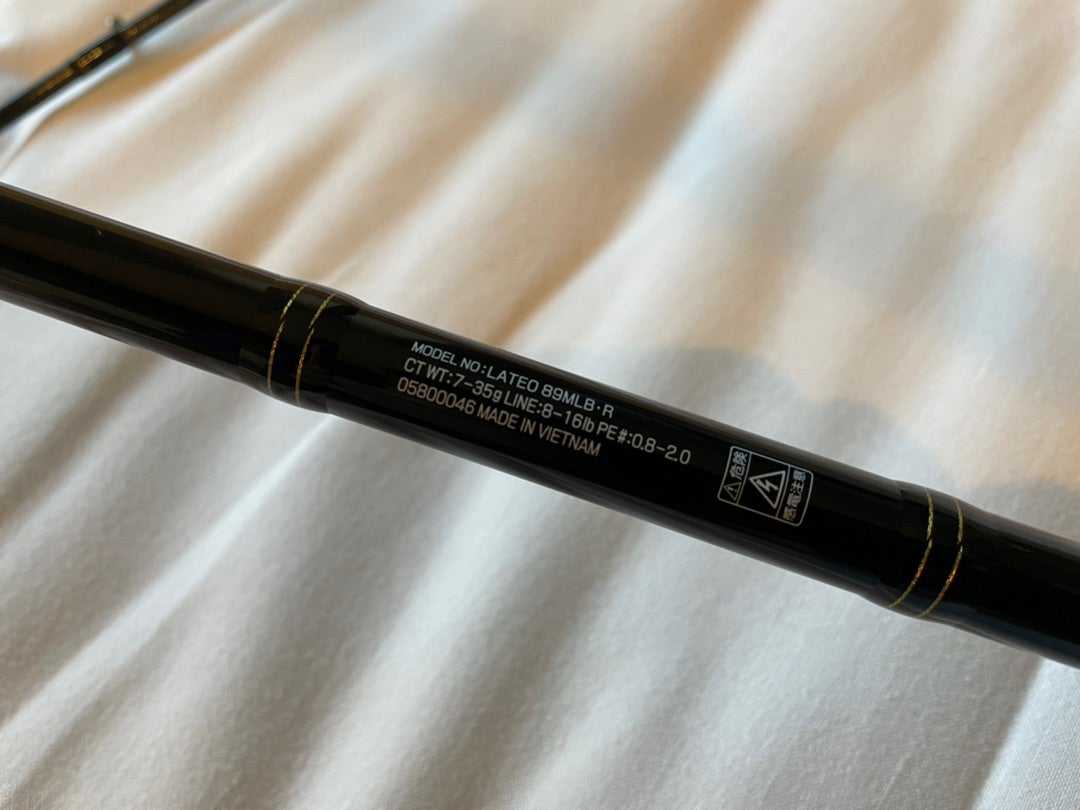 MODEL NO:LATEO 89MLB·R
CT WT:7-35g LINE:8-16lb PE#:0.8-2.0
05800046 MADE IN VIETNAM
⚠危険
感電注意